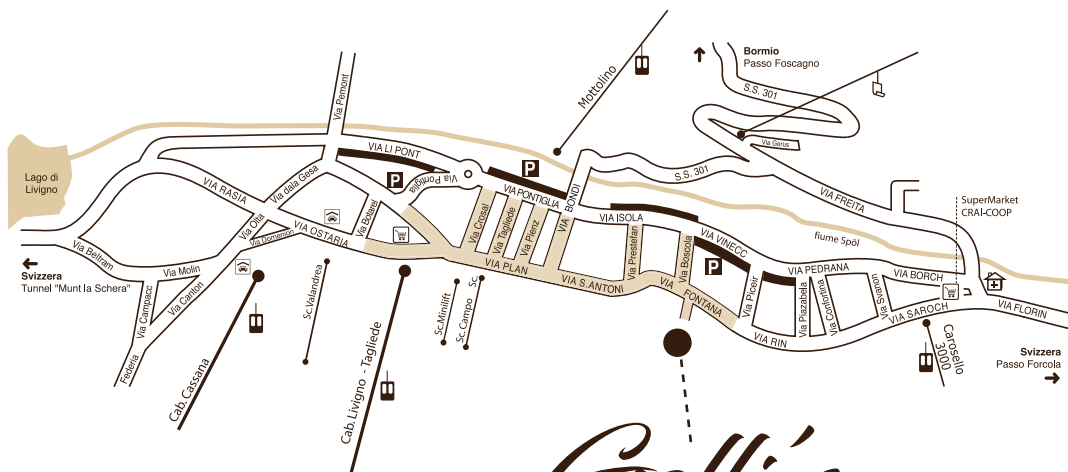 Bormio
Passo Foscagno
Mottolino
S.S. 301
Via Gerus
Via Pemont
VIA LI PONT
P
P
Via Pontiglia
VIA PONTIGLIA
VIA BONDI
S.S. 301
VIA FREITA
Lago di
Livigno
VIA RASIA
Via dala Gesa
Via Olta
Via Domenion
VIA OSTARIA
Via Botarel
Via Crosal
Via Tagliede
Via Pienz
VIA ISOLA
Via Prestefan
Via Boscola
VIA VINECC
P
fiume Spöl
SuperMarket
CRAI-COOP
Via Beltram
Via Molin
Via Canton
Via Campacc
Federia
Svizzera
Tunnel "Munt la Schera"
VIA PLAN
VIA S.ANTONI
VIA FONTANA
Via Piceir
VIA PEDRANA
Via Piazabela
Via Confortina
Via Svanon
VIA BORCH
VIA SAROCH
VIA RIN
VIA FLORIN
Cab. Cassana
Sc.Valandrea
Cab. Livigno - Tagliede
Sc.Minilift
Sc. Campo Sc.
Carosello
3000
Svizzera
Passo Forcola